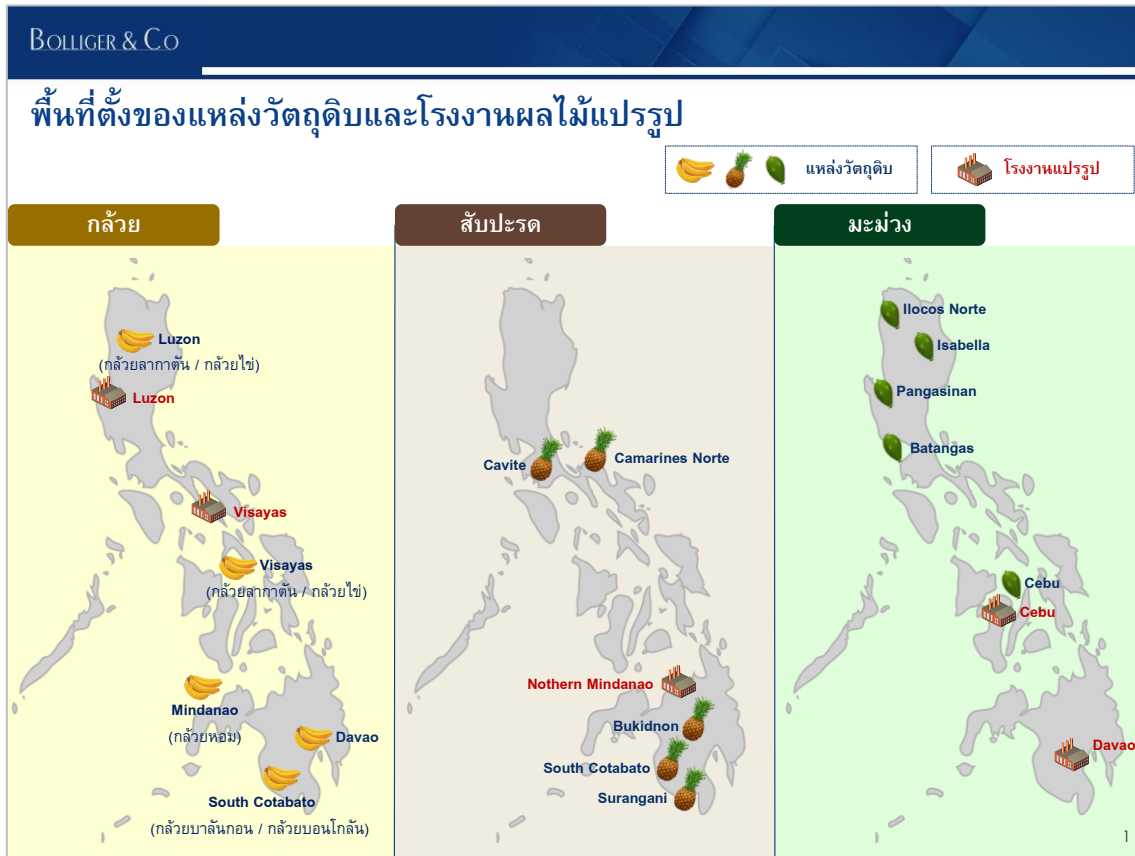 BOLLIGER & CO
พื้นที่ตั้งของแหล่งวัตถุดิบและโรงงานผลไม้แปรรูป
แหล่งวัตถุดิบ
โรงงานแปรรูป
กล้วย
Luzon
(กล้วยลากาตัน / กล้วยไข่)
Luzon
Visayas
Visayas
(กล้วยลากาตัน / กล้วยไข่)
Mindanao
(กล้วยหอม)
Davao
South Cotabato
(กล้วยบาลันกอน / กล้วยบอนโกลัน)
สับปะรด
Cavite
Camarines Norte
Nothern Mindanao
Bukidnon
South Cotabato
Surangani
มะม่วง
Ilocos Norte
Isabella
Pangasinan
Batangas
Cebu
Cebu
Davao
1